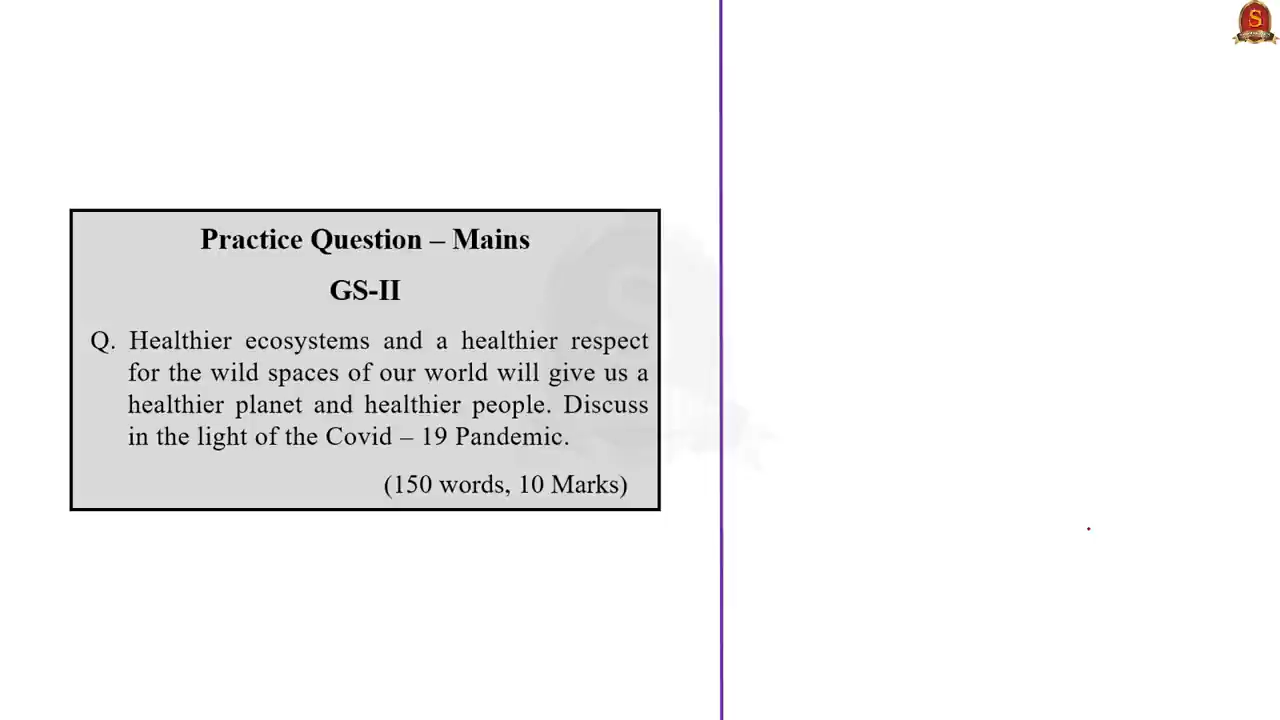 Practice Question – Mains
GS-II
Q. Healthier ecosystems and a healthier respect
for the wild spaces of our world will give us a
healthier planet and healthier people. Discuss
in the light of the Covid – 19 Pandemic.
(150 words, 10 Marks)
S